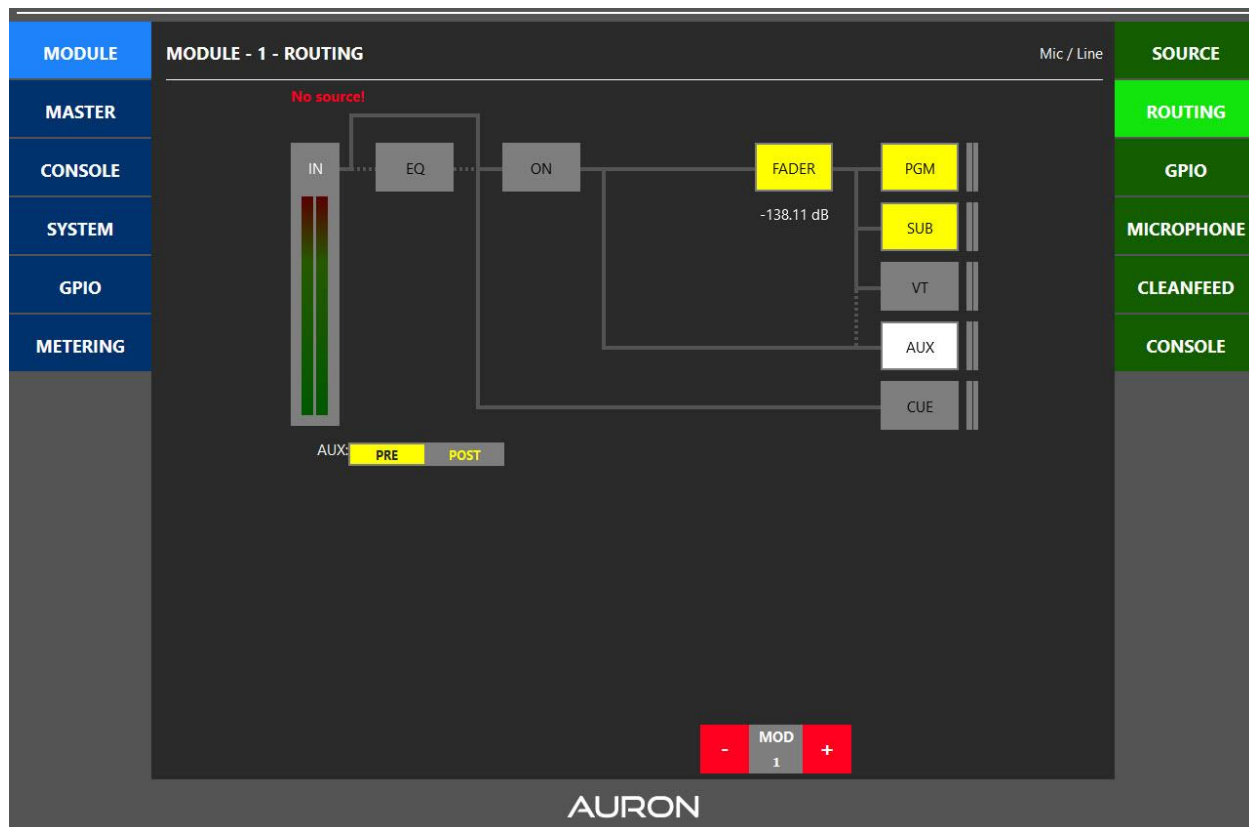 MODULE
MASTER
CONSOLE
SYSTEM
GPIO
METERING
MODULE - 1 - ROUTING
Mic / Line
No source!
IN
EQ
ON
FADER
-138.11 dB
PGM
SUB
VT
AUX
CUE
AUX: PRE POST
- MOD +
1
SOURCE
ROUTING
GPIO
MICROPHONE
CLEANFEED
CONSOLE
AURON